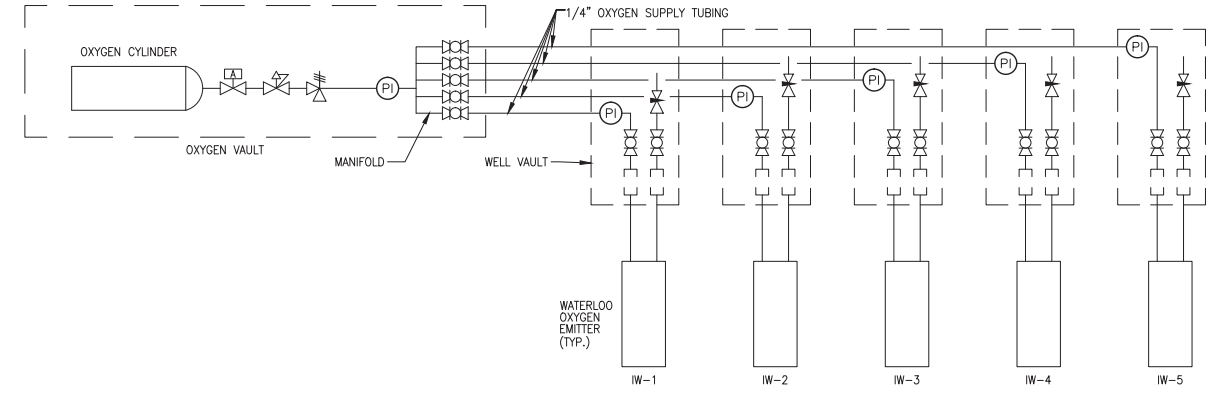 1/4" OXYGEN SUPPLY TUBING
OXYGEN CYLINDER
A
PI
PI
PI
PI
PI
PI
OXYGEN VAULT
MANIFOLD
WELL VAULT
WATERLOO
OXYGEN
EMITTER
(TYP.)
IW-1
IW-2
IW-3
IW-4
IW-5